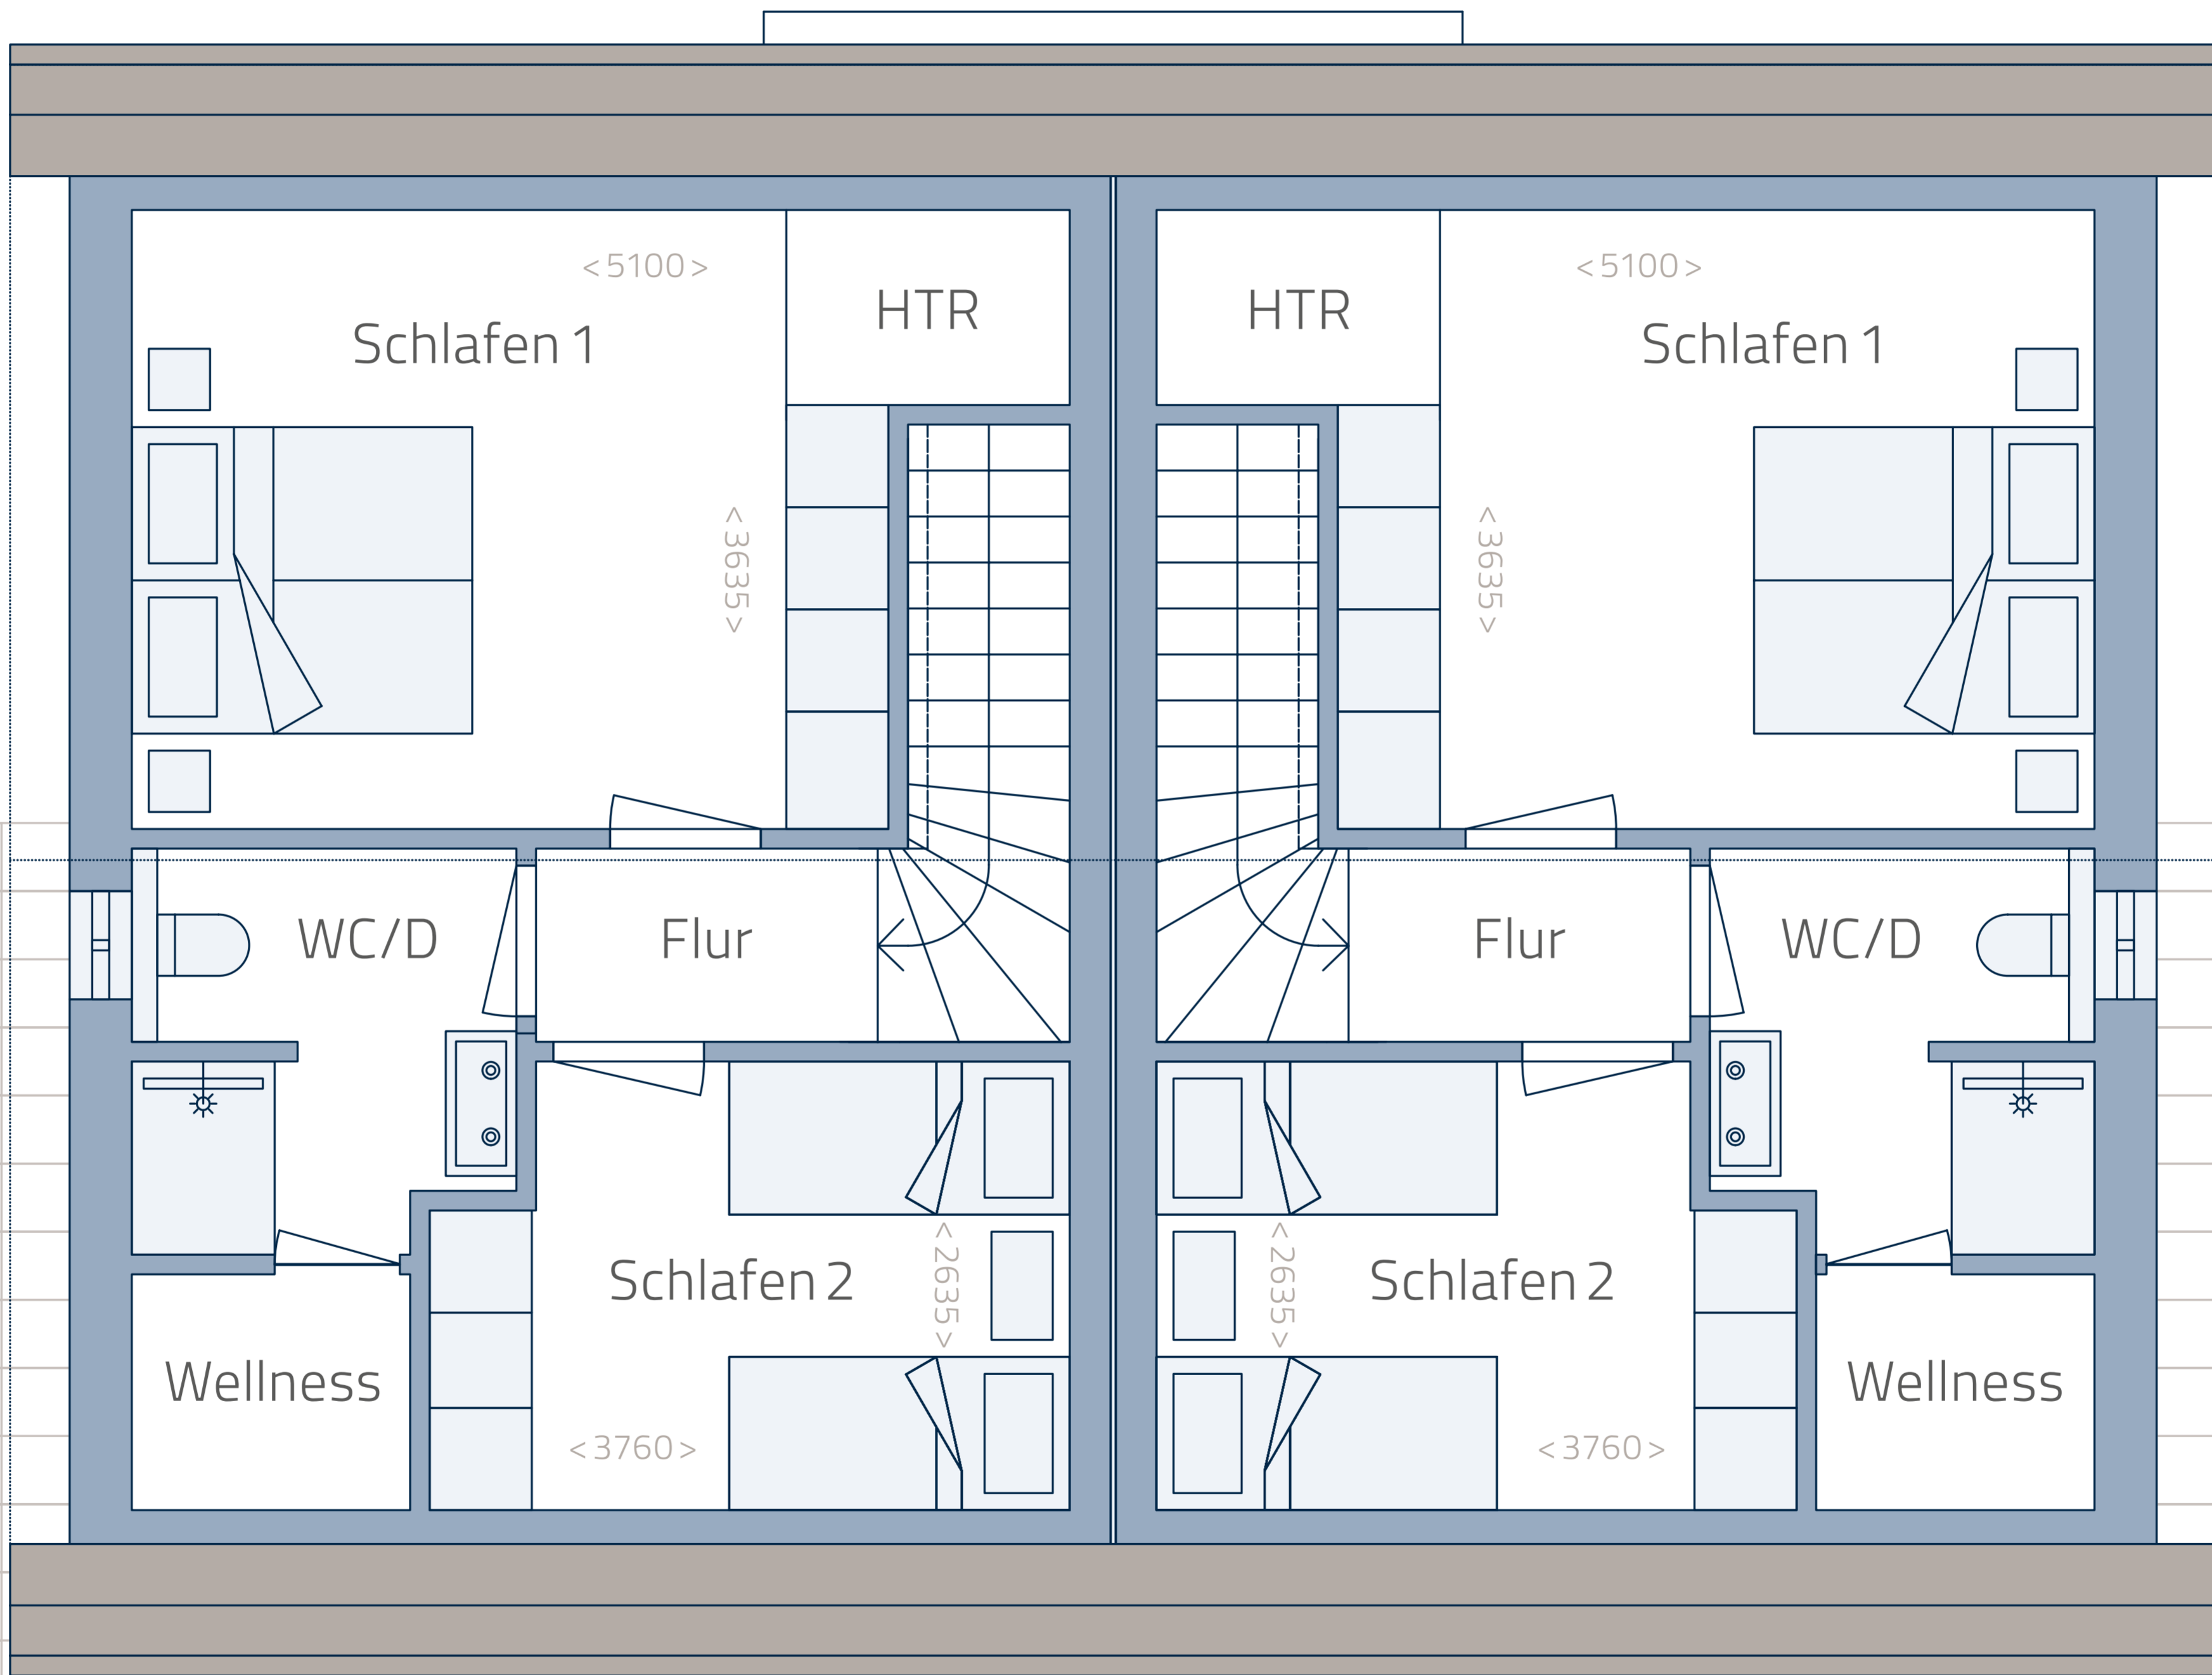 < 5100 >
< 5100 >
HTR
HTR
Schlafen 1
Schlafen 1
< 3635 >
< 3635 >
WC/D
Flur
Flur
WC/D
Schlafen 2
< 2635 >
< 2635 >
Schlafen 2
Wellness
Wellness
< 3760 >
< 3760 >